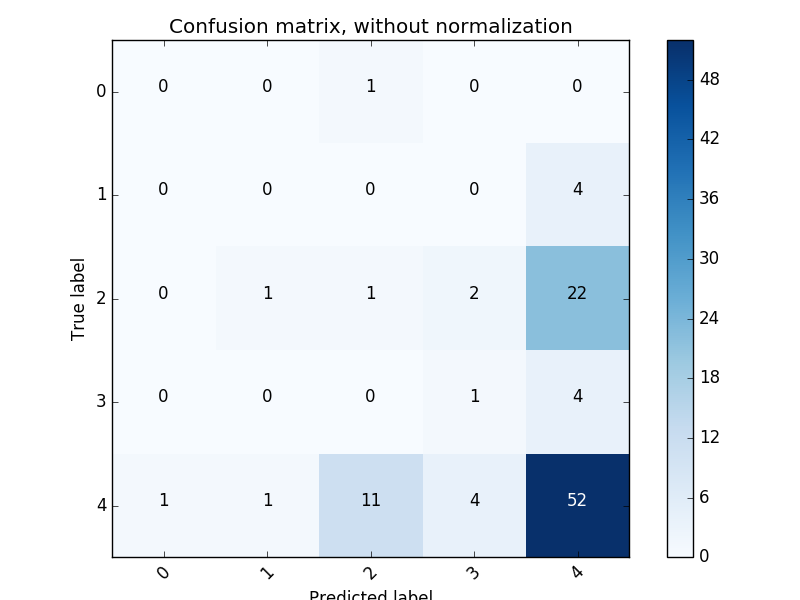 Confusion matrix, without normalization
0 0 0 1 0 0
1 0 0 0 0 4
2 0 1 1 2 22
3 0 0 0 1 4
4 1 1 11 4 52
0 1 2 3 4
True label
Predicted label
48
42
36
30
24
18
12
6
0